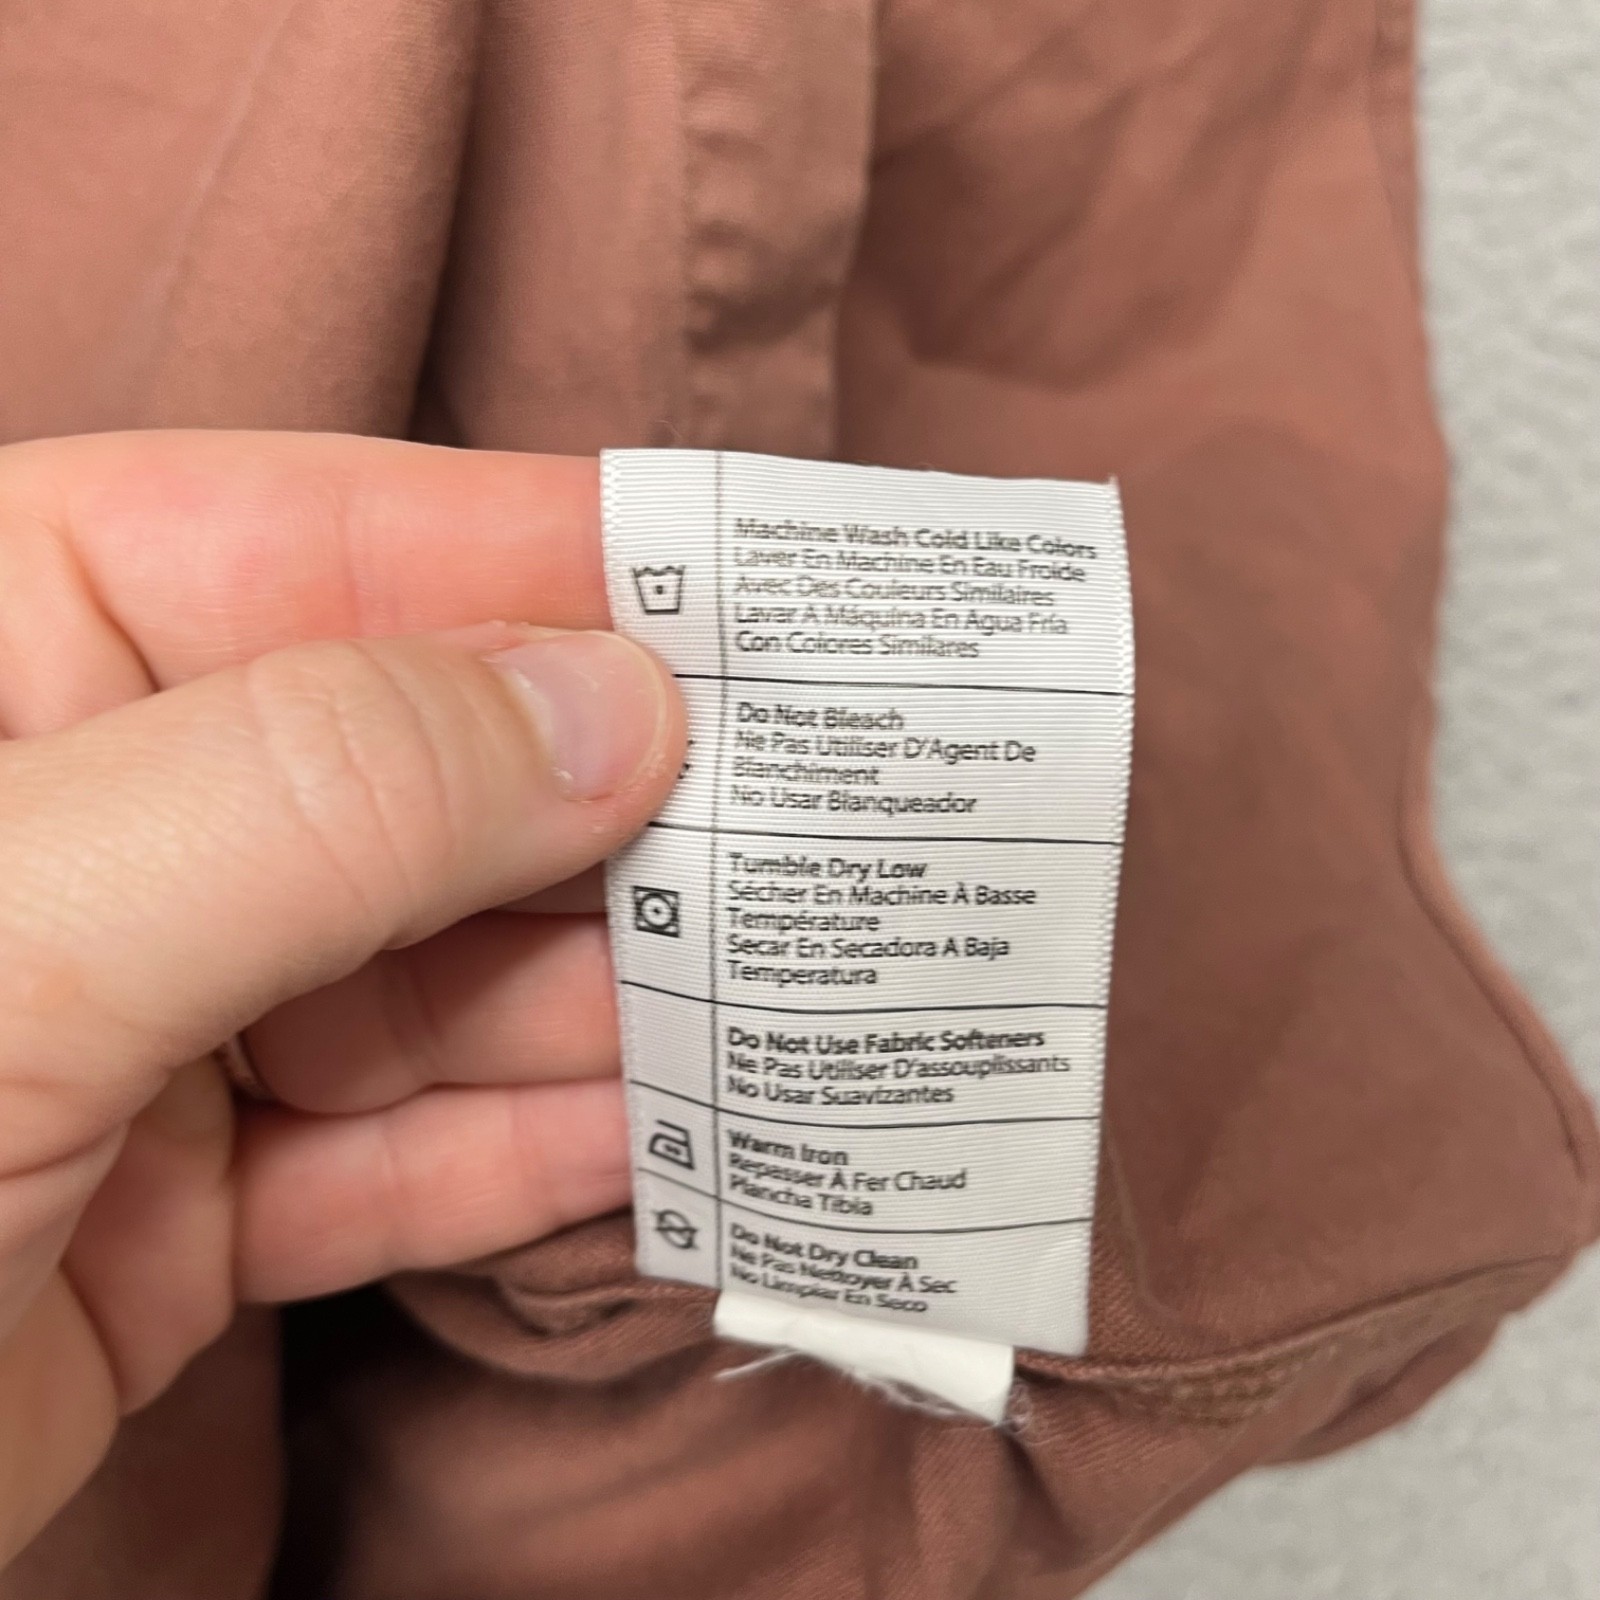 Machine Wash Cold Like Colors
Laver En Machine En Eau Froide
Avec Des Couleurs Similaires
Lavar A Máquina En Agua Fría
Con Colores Similares
Do Not Bleach
Ne Pas Utiliser D'Agent De
Blanchiment
No Usar Blanqueador
Tumble Dry Low
Sécher En Machine À Basse
Température
Secar En Secadora A Baja
Temperatura
Do Not Use Fabric Softeners
Ne Pas Utiliser D'assouplissants
No Usar Suavizantes
Warm Iron
Repasser À Fer Chaud
Plancha Tibia
Do Not Dry Clean
Ne Pas Nettoyer À Sec
No Limpiar En Seco